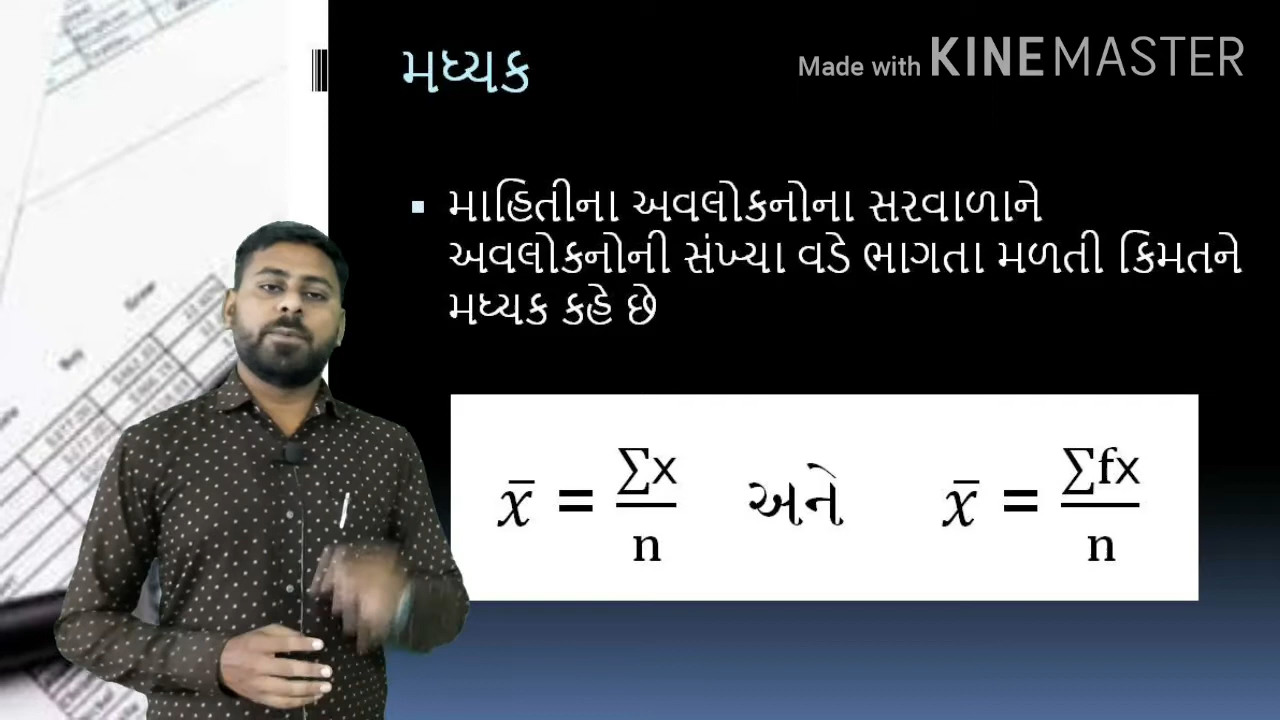 મધ્યક
Made with KINEMASTER
માહિતીના અવલોકનોના સરવાળાને
અવલોકનોની સંખ્યા વડે ભાગતા મળતી કિંમતને
મધ્યક કહે છે
x̄ = ∑x / n અને x̄ = ∑fx / n